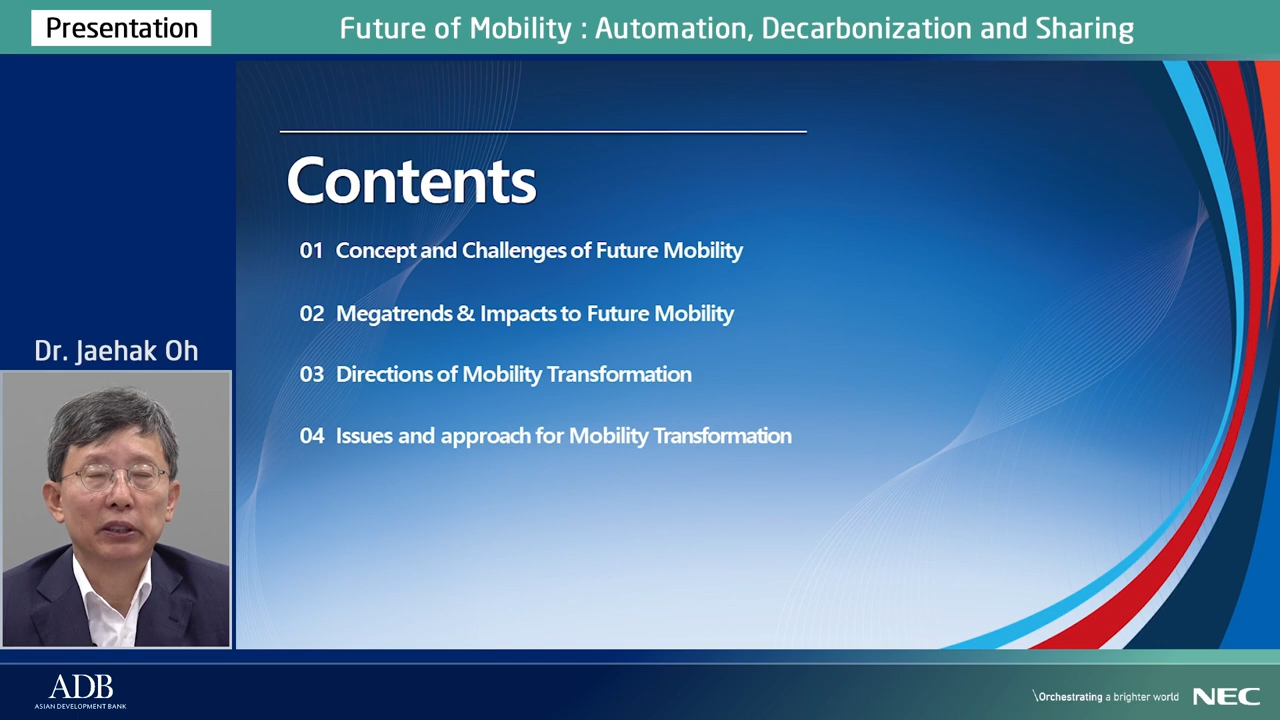 Presentation
Future of Mobility : Automation, Decarbonization and Sharing
Contents
01 Concept and Challenges of Future Mobility
02 Megatrends & Impacts to Future Mobility
03 Directions of Mobility Transformation
04 Issues and approach for Mobility Transformation
Dr. Jaehak Oh
ADB
ASIAN DEVELOPMENT BANK
\Orchestrating a brighter world NEC